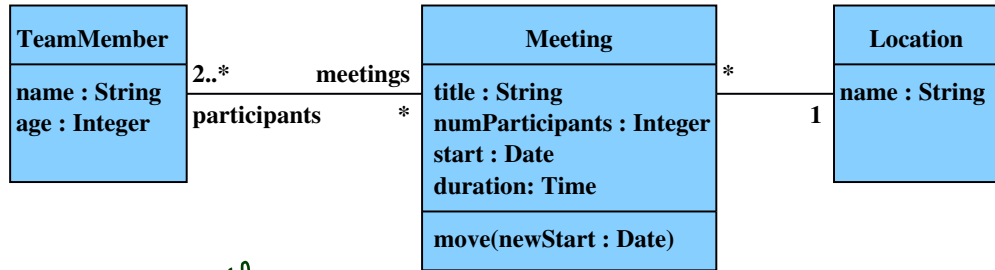 TeamMember
name : String
age : Integer
2..*
meetings
participants
*
Meeting
title : String
numParticipants : Integer
start : Date
duration: Time
move(newStart : Date)
*
1
Location
name : String